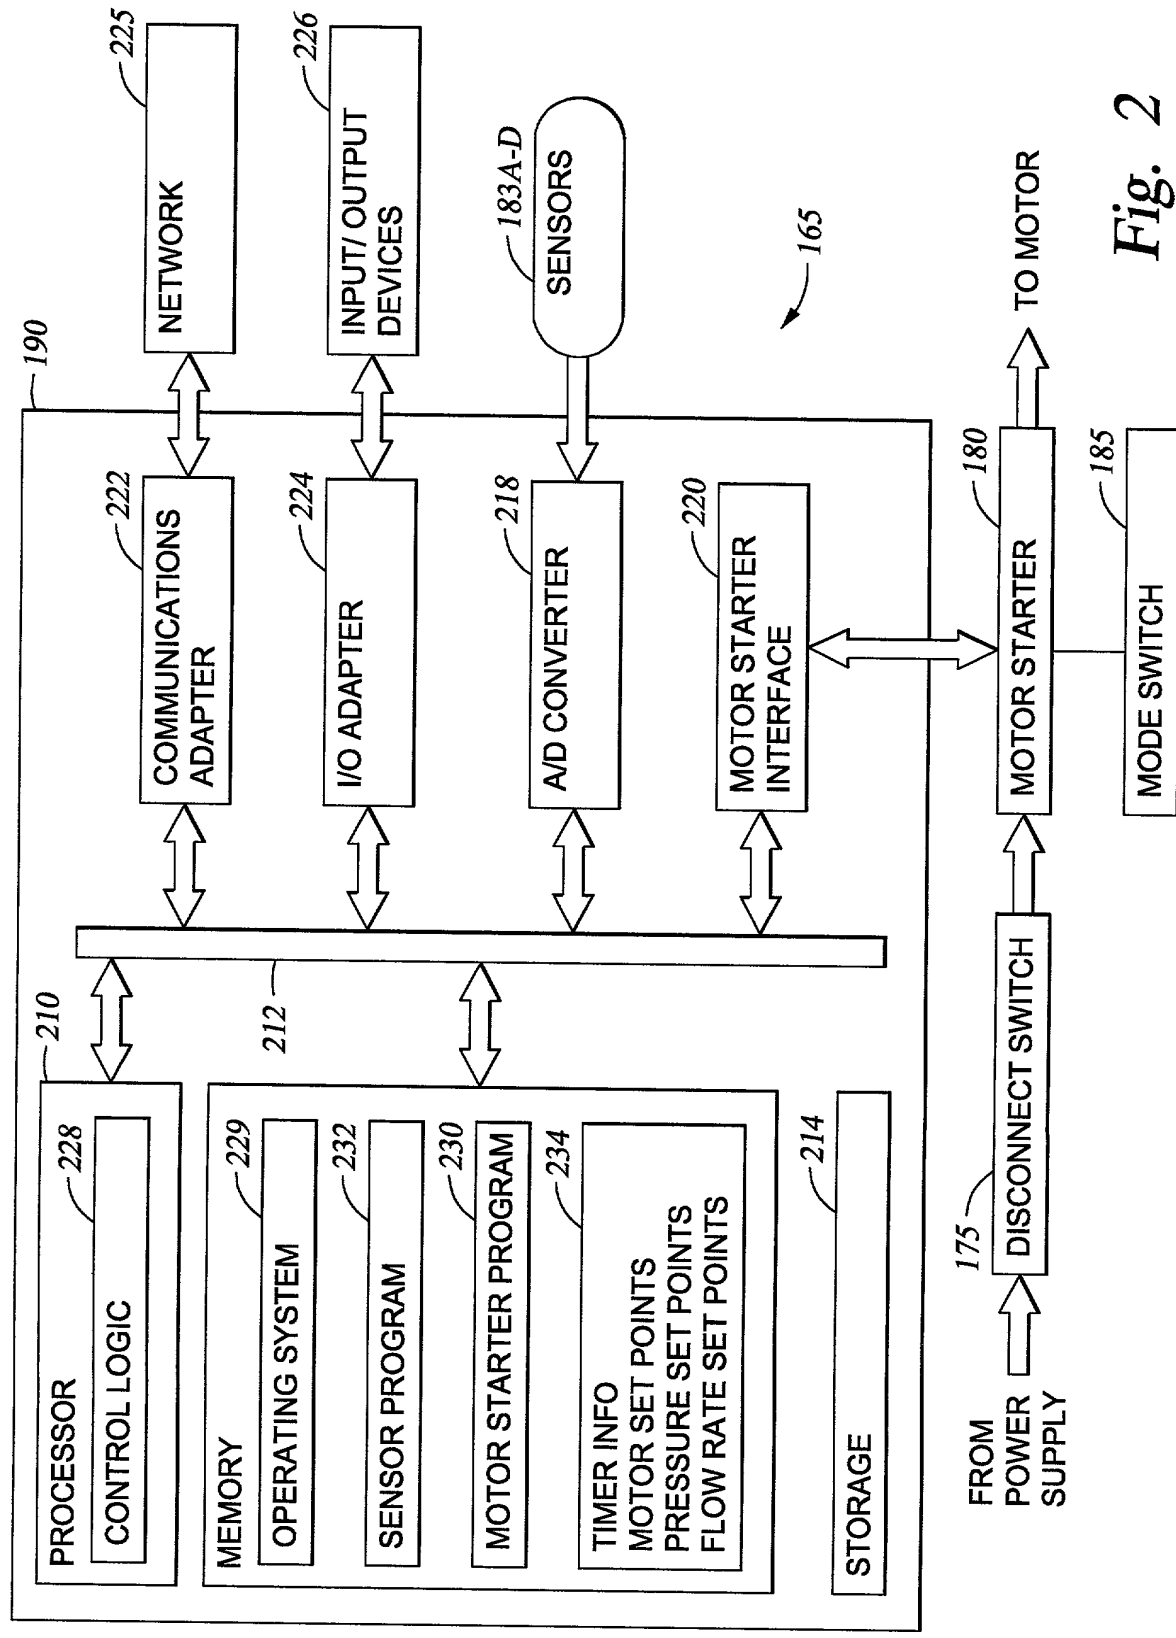 190
PROCESSOR
210
CONTROL LOGIC
228
MEMORY
OPERATING SYSTEM
229
SENSOR PROGRAM
232
MOTOR STARTER PROGRAM
230
TIMER INFO
MOTOR SET POINTS
PRESSURE SET POINTS
FLOW RATE SET POINTS
234
STORAGE
214
212
COMMUNICATIONS
ADAPTER
222
I/O ADAPTER
224
A/D CONVERTER
218
MOTOR STARTER
INTERFACE
220
NETWORK
225
INPUT/ OUTPUT
DEVICES
226
SENSORS
183A-D
165
FROM
POWER
SUPPLY
175
DISCONNECT SWITCH
MOTOR STARTER
180
TO MOTOR
MODE SWITCH
185
Fig. 2